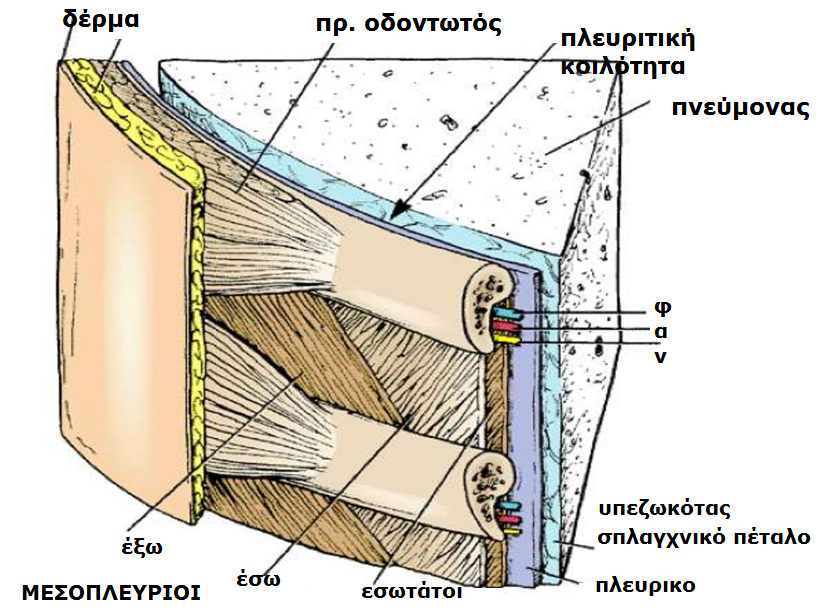 δέρμα
πρ. οδοντωτός
πλευριτική
κοιλότητα
πνεύμονας
φ
α
ν
υπεζωκότας
σπλαγχνικό πέταλο
πλευρικο
έξω
έσω
εσωτάτοι
ΜΕΣΟΠΛΕΥΡΙΟΙ